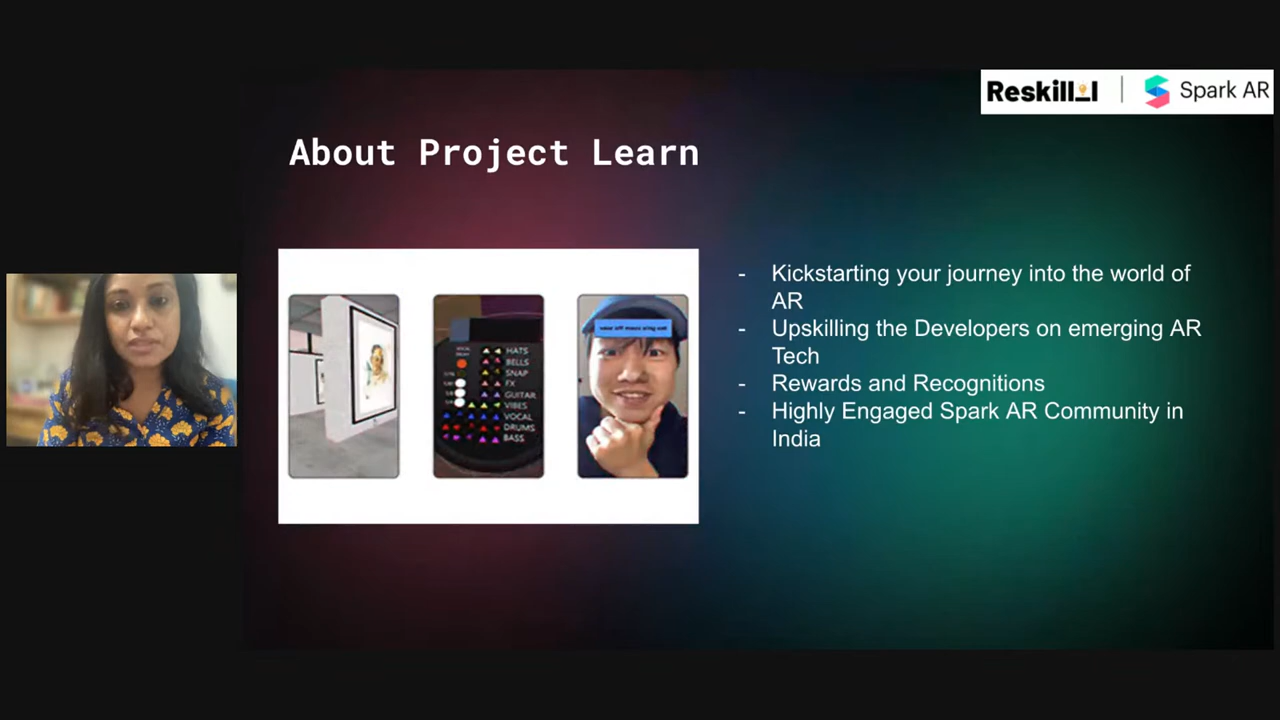 Reskill_l | Spark AR
About Project Learn
- Kickstarting your journey into the world of
AR
- Upskilling the Developers on emerging AR
Tech
- Rewards and Recognitions
- Highly Engaged Spark AR Community in
India
HATS
BELLS
SNAP
FX
GUITAR
VIBES
VOCAL
DRUMS
BASS